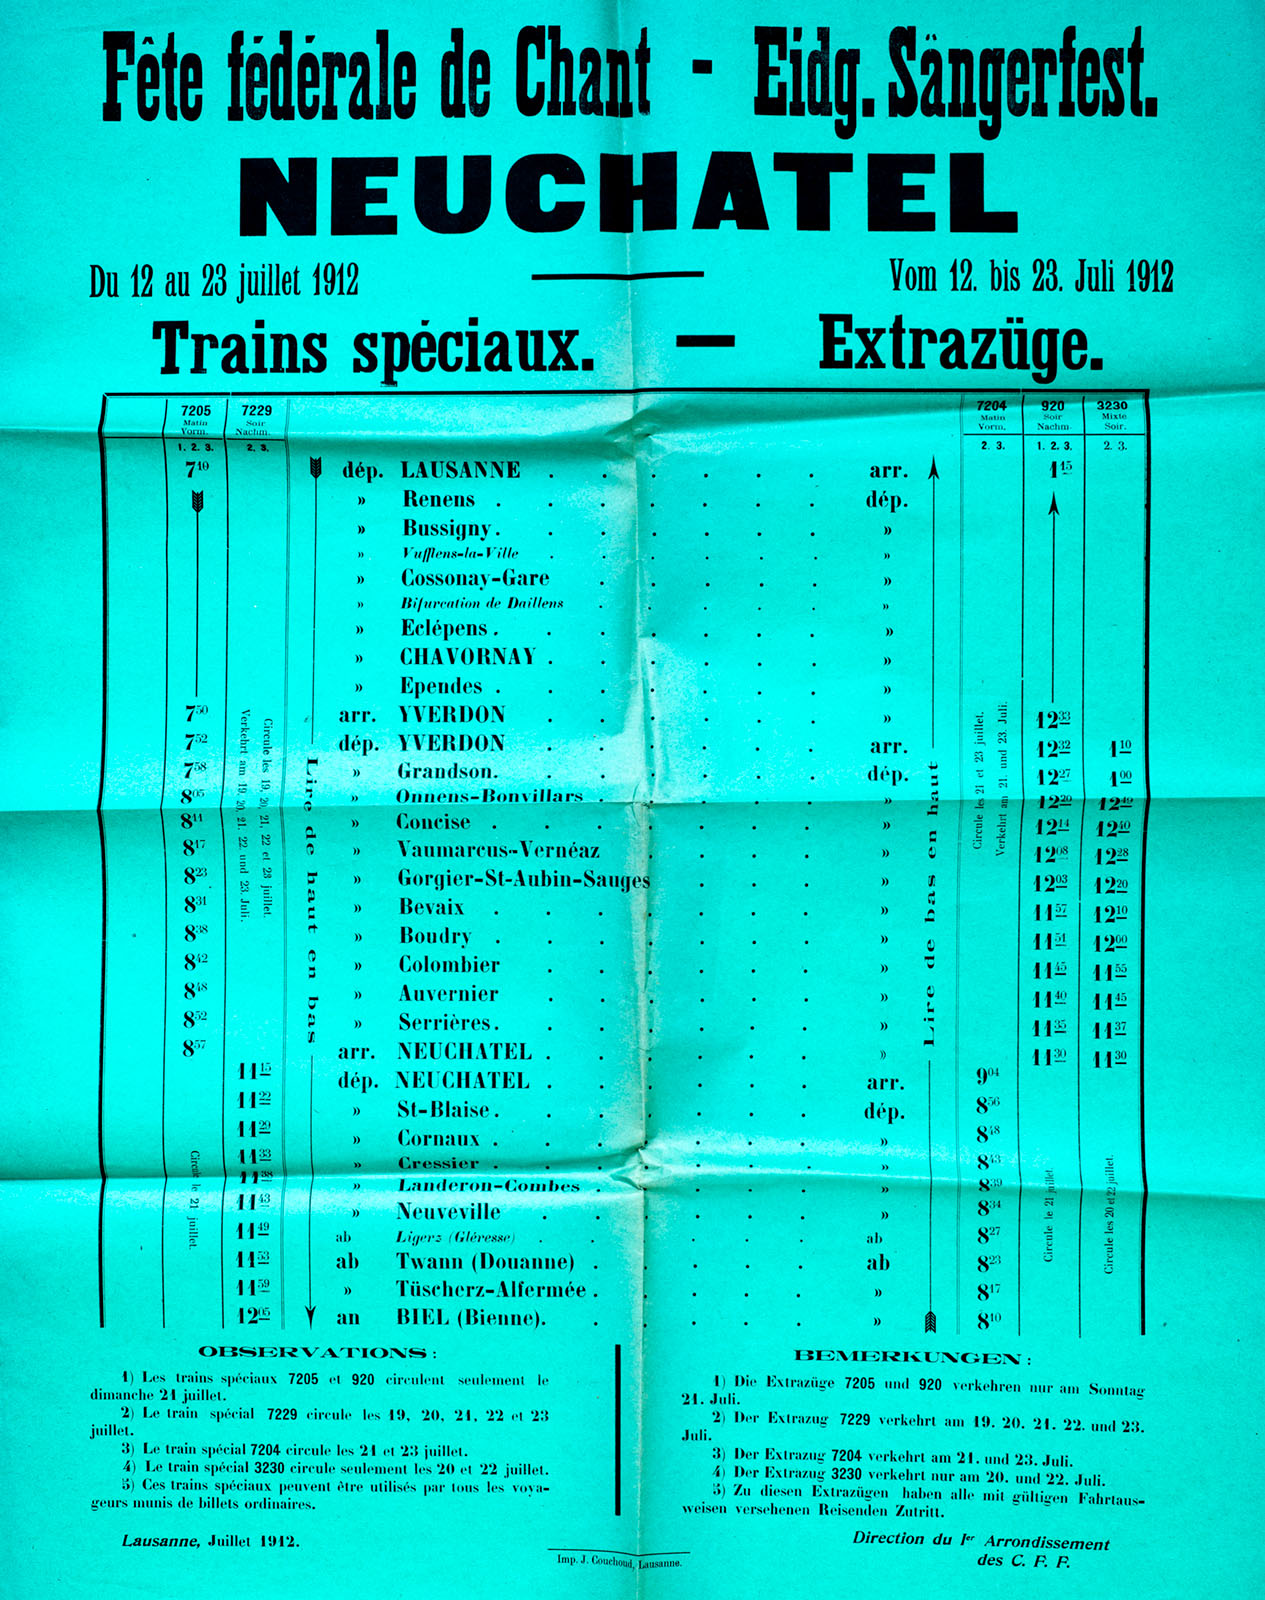 Fête fédérale de Chant - Eidg. Sängerfest.
NEUCHATEL
Du 12 au 23 juillet 1912 Vom 12. bis 23. Juli 1912
Trains spéciaux. — Extrazüge.
7205 7229 7204 920 3230
Matin Soir Matin Soir Mixte
Vorm. Nachm. Vorm. Nachm. Soir.
1. 2. 3. 2. 3. 2. 3. 1. 2. 3. 2. 3.
7 10 dép. LAUSANNE . . . . . . arr. 1 15
» Renens . . . . . . . dép.
» Bussigny . . . . . . . »
» Vufflens-la-Ville . . . . . . »
» Cossonay-Gare . . . . . »
» Bifurcation de Daillens . . . . . »
» Eclépens . . . . . . . »
» CHAVORNAY . . . . . . »
» Ependes . . . . . . . »
7 50 arr. YVERDON . . . . . . » 12 33
7 52 dép. YVERDON . . . . . . arr. 12 32 1 10
7 58 » Grandson . . . . . . . dép. 12 27 1 00
8 05 » Onnens-Bonvillars . . . . . » 12 20 12 49
8 11 » Concise . . . . . . . » 12 14 12 40
8 17 » Vaumarcus-Vernéaz . . . . » 12 08 12 28
8 23 » Gorgier-St-Aubin-Sauges . . . » 12 03 12 20
8 31 » Bevaix . . . . . . . » 11 57 12 10
8 38 » Boudry . . . . . . . » 11 51 12 00
8 42 » Colombier . . . . . . » 11 45 11 55
8 48 » Auvernier . . . . . . » 11 40 11 45
8 52 » Serrières . . . . . . . » 11 35 11 37
8 57 arr. NEUCHATEL . . . . . . » 11 30 11 30
11 15 dép. NEUCHATEL . . . . . . arr. 9 04
11 22 » St-Blaise . . . . . . . dép. 8 56
11 29 » Cornaux . . . . . . . » 8 48
11 33 » Cressier . . . . . . . » 8 43
11 38 » Landeron-Combes . . . . . » 8 39
11 43 » Neuveville . . . . . . » 8 34
11 49 ab Ligerz (Gléresse) . . . . . . ab 8 27
11 53 ab Twann (Douanne) . . . . . ab 8 23
11 59 » Tüscherz-Alfermée . . . . . » 8 17
12 05 an BIEL (Bienne). . . . . . » 8 10
Circule les 19, 20, 21, 22 et 23 juillet.
Verkehrt am 19, 20, 21. 22. und 23. Juli.
Lire de haut en bas
Lire de bas en haut
Circule les 21 et 23 juillet.
Verkehrt am 21. und 23. Juli.
Circule le 21 juillet.
Circule le 21 juillet.
Circule les 20 et 22 juillet.
OBSERVATIONS :
1) Les trains spéciaux 7205 et 920 circulent seulement le
dimanche 21 juillet.
2) Le train spécial 7229 circule les 19, 20, 21, 22 et 23
juillet.
3) Le train spécial 7204 circule les 21 et 23 juillet.
4) Le train spécial 3230 circule seulement les 20 et 22 juillet.
5) Ces trains spéciaux peuvent être utilisés par tous les voya-
geurs munis de billets ordinaires.
Lausanne, Juillet 1912.
BEMERKUNGEN :
1) Die Extrazüge 7205 und 920 verkehren nur am Sonntag
21. Juli.
2) Der Extrazug 7229 verkehrt am 19. 20. 21. 22. und 23.
Juli.
3) Der Extrazug 7204 verkehrt am 21. und 23. Juli.
4) Der Extrazug 3230 verkehrt nur am 20. und 22. Juli.
5) Zu diesen Extrazügen haben alle mit gültigen Fahrtaus-
weisen versehenen Reisenden Zutritt.
Direction du Ier Arrondissement
des C. F. F.
Imp. J. Couchoud, Lausanne.